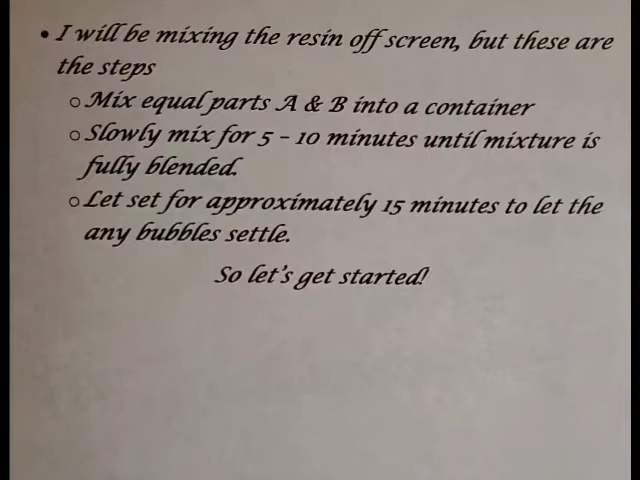 • I will be mixing the resin off screen, but these are
the steps
○ Mix equal parts A & B into a container
○ Slowly mix for 5 – 10 minutes until mixture is
fully blended.
○ Let set for approximately 15 minutes to let the
any bubbles settle.
So let's get started!